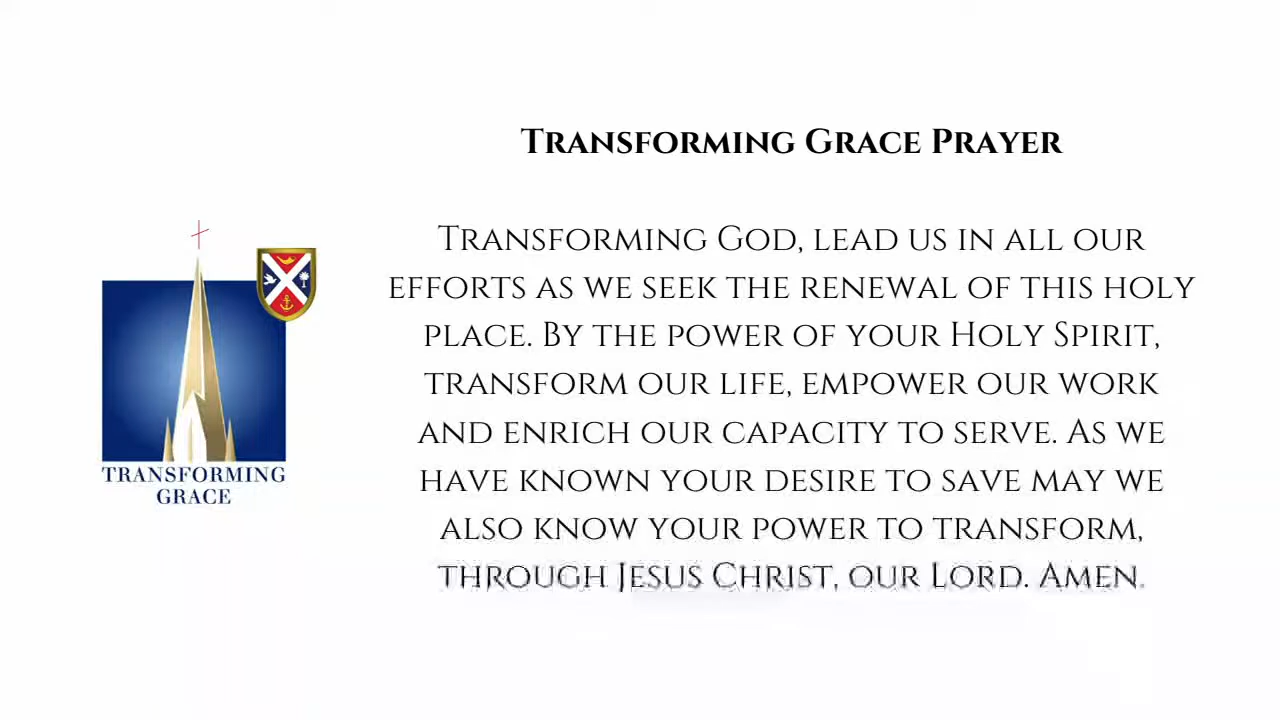 Transforming Grace Prayer
Transforming God, lead us in all our
efforts as we seek the renewal of this holy
place. By the power of your Holy Spirit,
transform our life, empower our work
and enrich our capacity to serve. As we
have known your desire to save may we
also know your power to transform,
through Jesus Christ, our Lord. Amen.
TRANSFORMING
GRACE